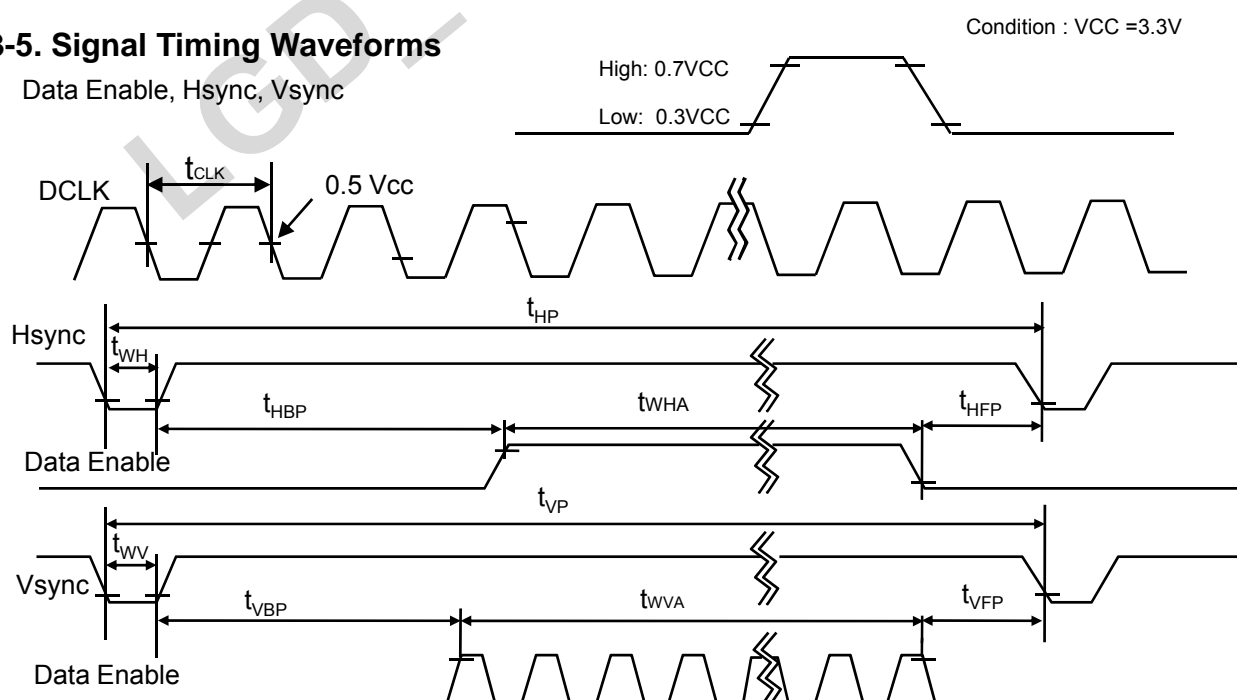 Condition : VCC =3.3V
3-5. Signal Timing Waveforms
Data Enable, Hsync, Vsync
High: 0.7VCC
Low: 0.3VCC
LGD_
DCLK
tCLK
0.5 Vcc
tHP
Hsync
tWH
tHBP
tWHA
tHFP
Data Enable
tVP
tWV
Vsync
tVBP
tWVA
tVFP
Data Enable